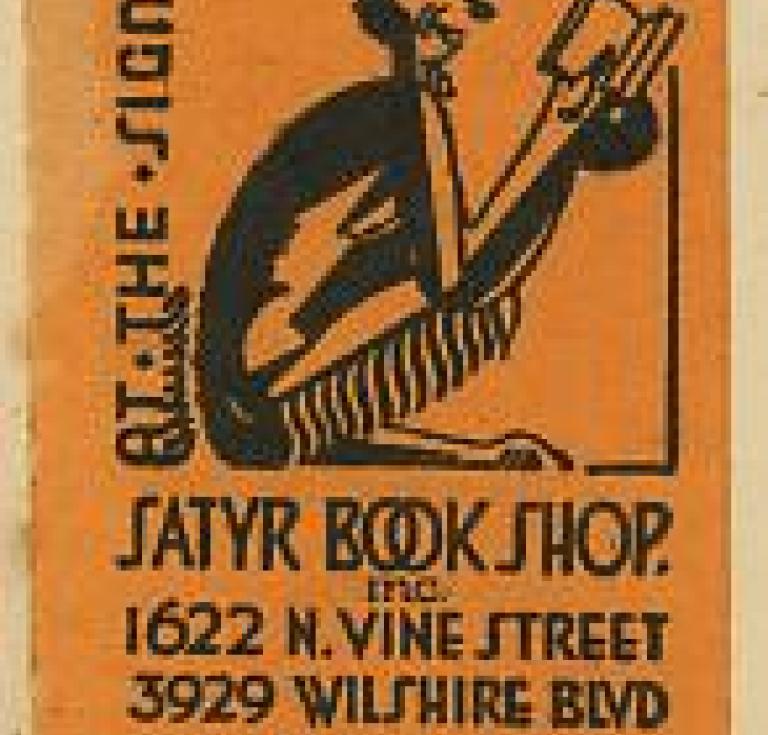 AT · THE · SIGN
SATYR BOOK SHOP.
INC.
1622 N. VINE STREET
3929 WILSHIRE BLVD